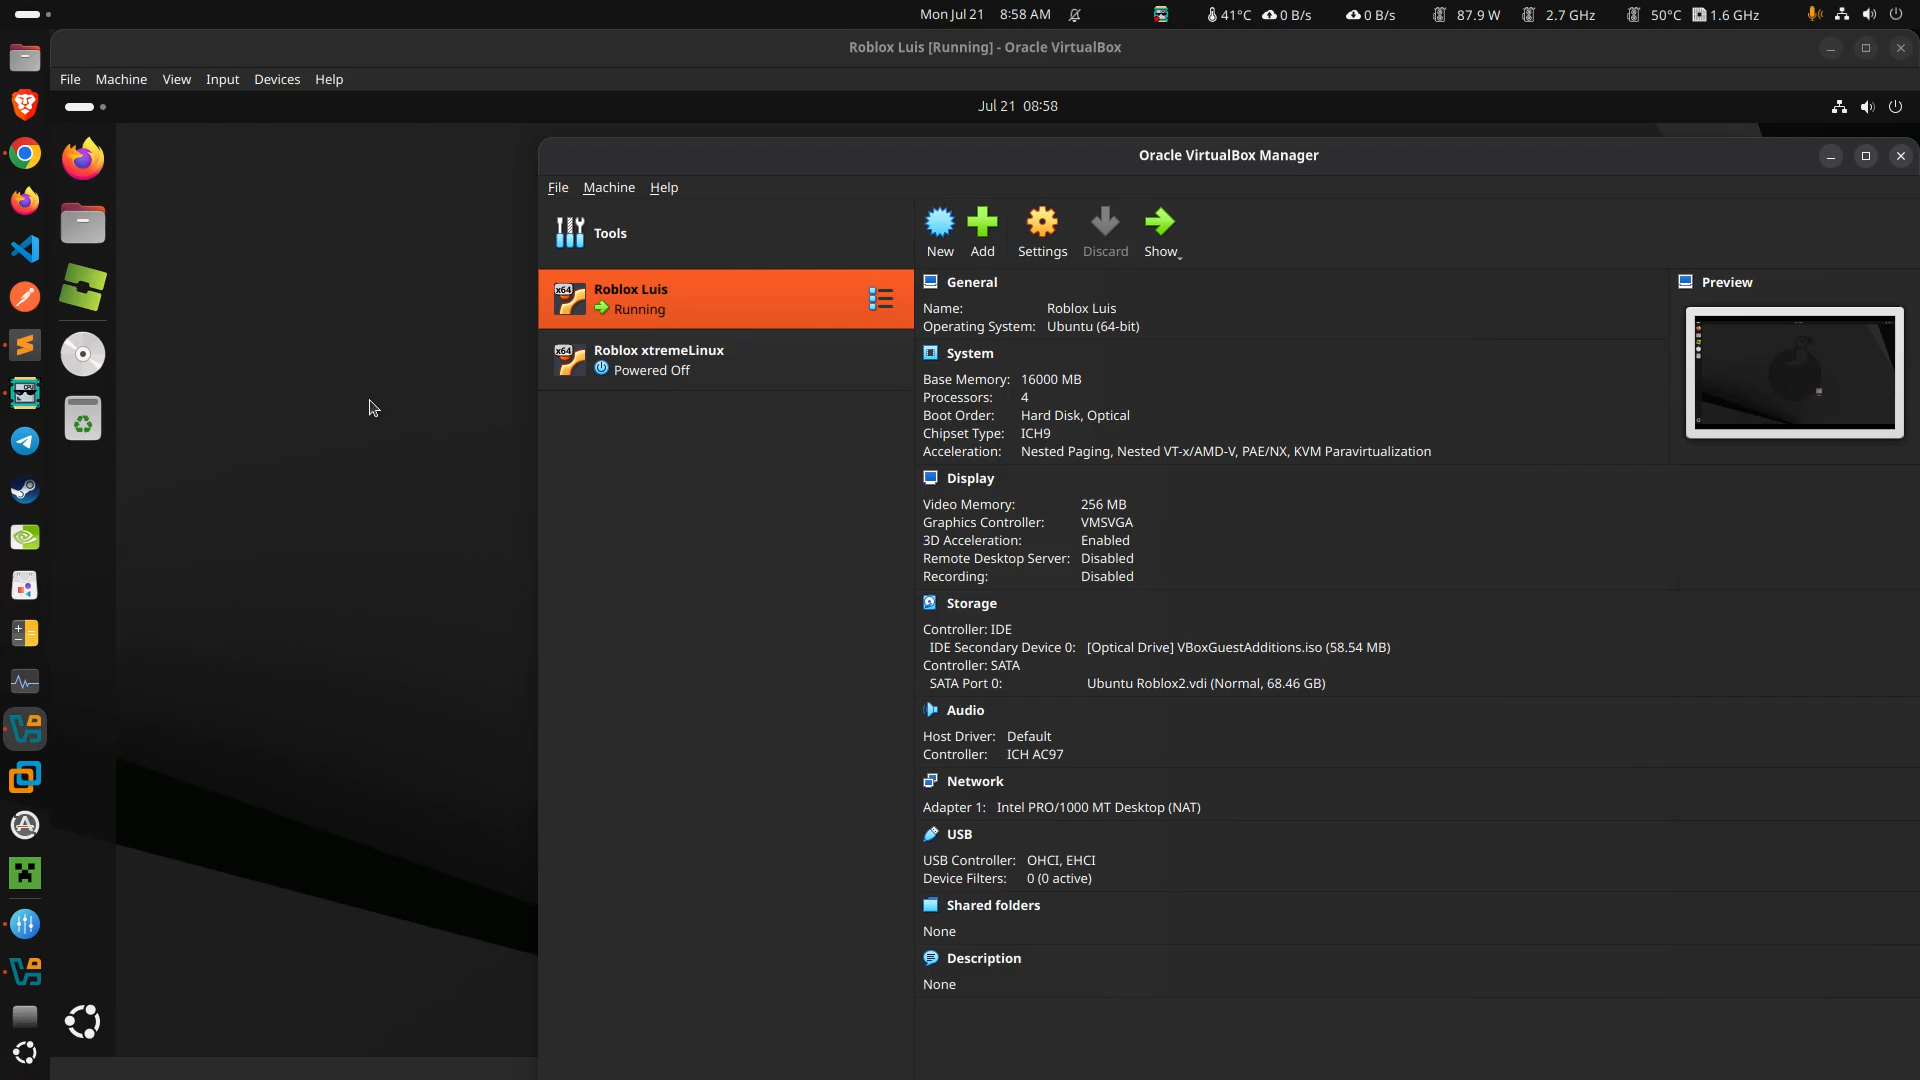 Mon Jul 21 8:58 AM
41°C 0 B/s 0 B/s 87.9 W 2.7 GHz 50°C 1.6 GHz
Roblox Luis [Running] - Oracle VirtualBox
File Machine View Input Devices Help
Jul 21 08:58
Oracle VirtualBox Manager
File Machine Help
Tools
New Add Settings Discard Show
x64 Roblox Luis
Running
x64 Roblox xtremeLinux
Powered Off
General
Name: Roblox Luis
Operating System: Ubuntu (64-bit)
System
Base Memory: 16000 MB
Processors: 4
Boot Order: Hard Disk, Optical
Chipset Type: ICH9
Acceleration: Nested Paging, Nested VT-x/AMD-V, PAE/NX, KVM Paravirtualization
Display
Video Memory: 256 MB
Graphics Controller: VMSVGA
3D Acceleration: Enabled
Remote Desktop Server: Disabled
Recording: Disabled
Storage
Controller: IDE
IDE Secondary Device 0: [Optical Drive] VBoxGuestAdditions.iso (58.54 MB)
Controller: SATA
SATA Port 0: Ubuntu Roblox2.vdi (Normal, 68.46 GB)
Audio
Host Driver: Default
Controller: ICH AC97
Network
Adapter 1: Intel PRO/1000 MT Desktop (NAT)
USB
USB Controller: OHCI, EHCI
Device Filters: 0 (0 active)
Shared folders
None
Description
None
Preview